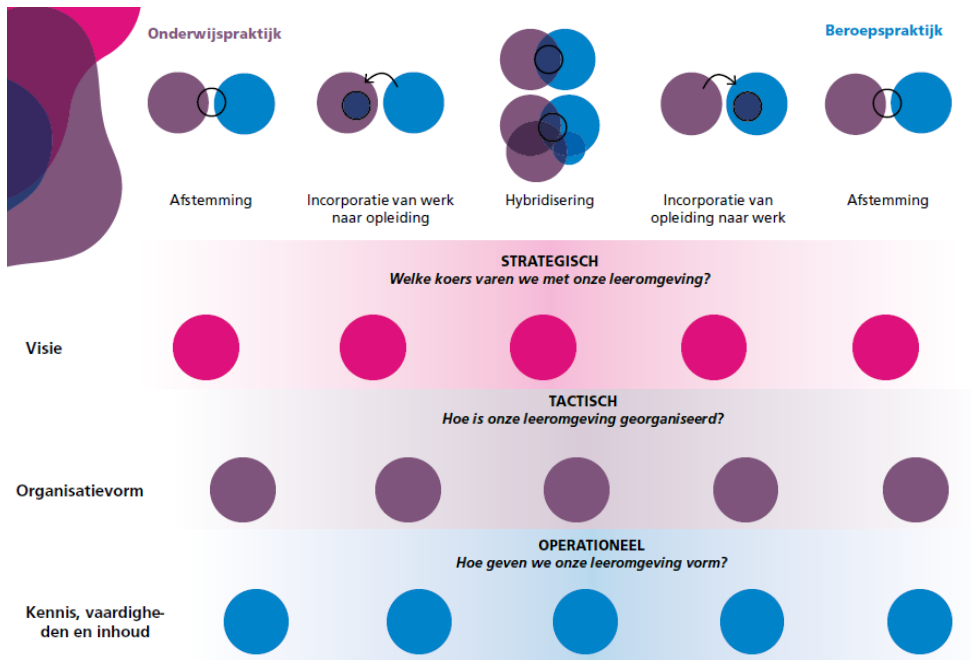 Onderwijspraktijk
Beroepspraktijk
Afstemming
Incorporatie van werk
naar opleiding
Hybridisering
Incorporatie van
opleiding naar werk
Afstemming
STRATEGISCH
Welke koers varen we met onze leeromgeving?
Visie
TACTISCH
Hoe is onze leeromgeving georganiseerd?
Organisatievorm
OPERATIONEEL
Hoe geven we onze leeromgeving vorm?
Kennis, vaardighe-
den en inhoud